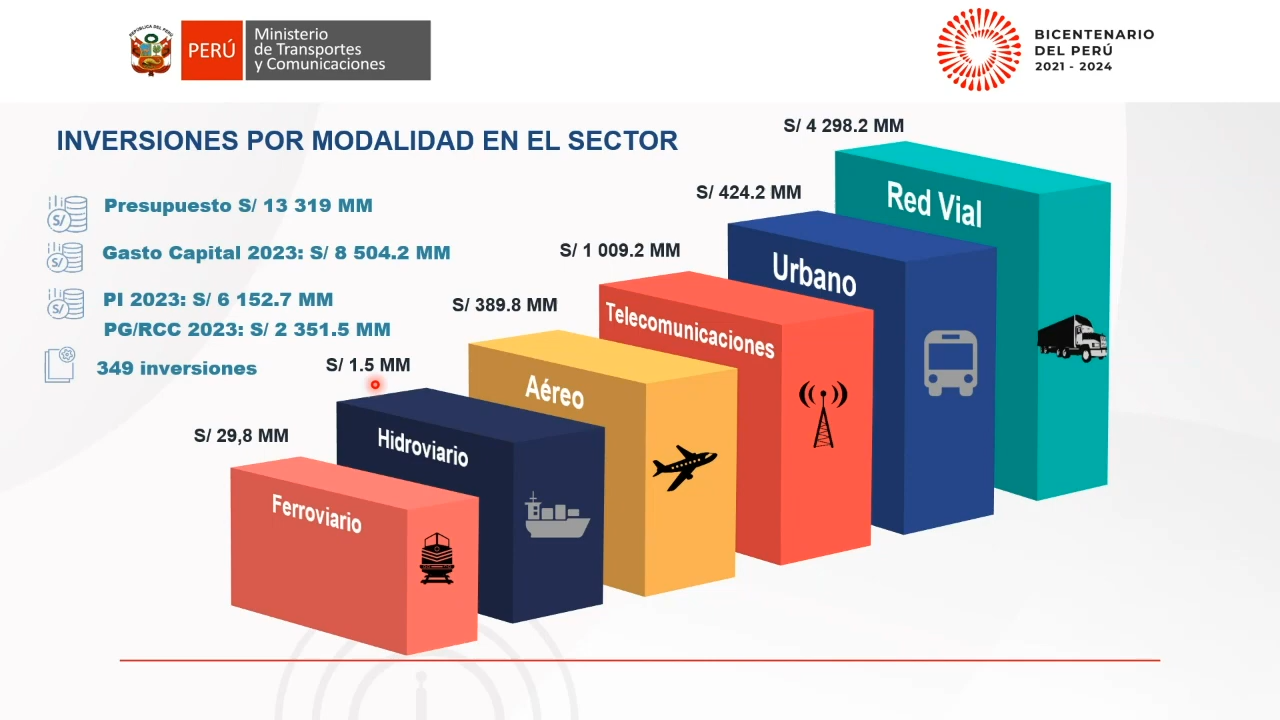 REPÚBLICA DEL PERÚ
PERÚ
Ministerio
de Transportes
y Comunicaciones
BICENTENARIO
DEL PERÚ
2021 - 2024
INVERSIONES POR MODALIDAD EN EL SECTOR
Presupuesto S/ 13 319 MM
Gasto Capital 2023: S/ 8 504.2 MM
PI 2023: S/ 6 152.7 MM
PG/RCC 2023: S/ 2 351.5 MM
349 inversiones
S/ 29,8 MM
Ferroviario
S/ 1.5 MM
Hidroviario
S/ 389.8 MM
Aéreo
S/ 1 009.2 MM
Telecomunicaciones
S/ 424.2 MM
Urbano
S/ 4 298.2 MM
Red Vial
S/
S/
S/